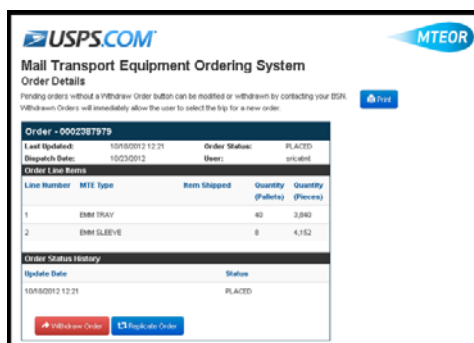 USPS.COM
MTEOR
Mail Transport Equipment Ordering System
Order Details
Pending orders without a Withdraw Order button can be modified or withdrawn by contacting your BSN.
Withdrawn Orders will immediately allow the user to select the trip for a new order.
Print
Order - 0002387979
Last Updated: 10/18/2012 12:21 Order Status: PLACED
Dispatch Date: 10/23/2012 User:
Order Line Items
Line Number MTE Type Item Shipped Quantity (Pallets) Quantity (Pieces)
1 EMM TRAY 40 3,840
2 EMM SLEEVE 8 4,152
Order Status History
Update Date Status
10/18/2012 12:21 PLACED
Withdraw Order Replicate Order